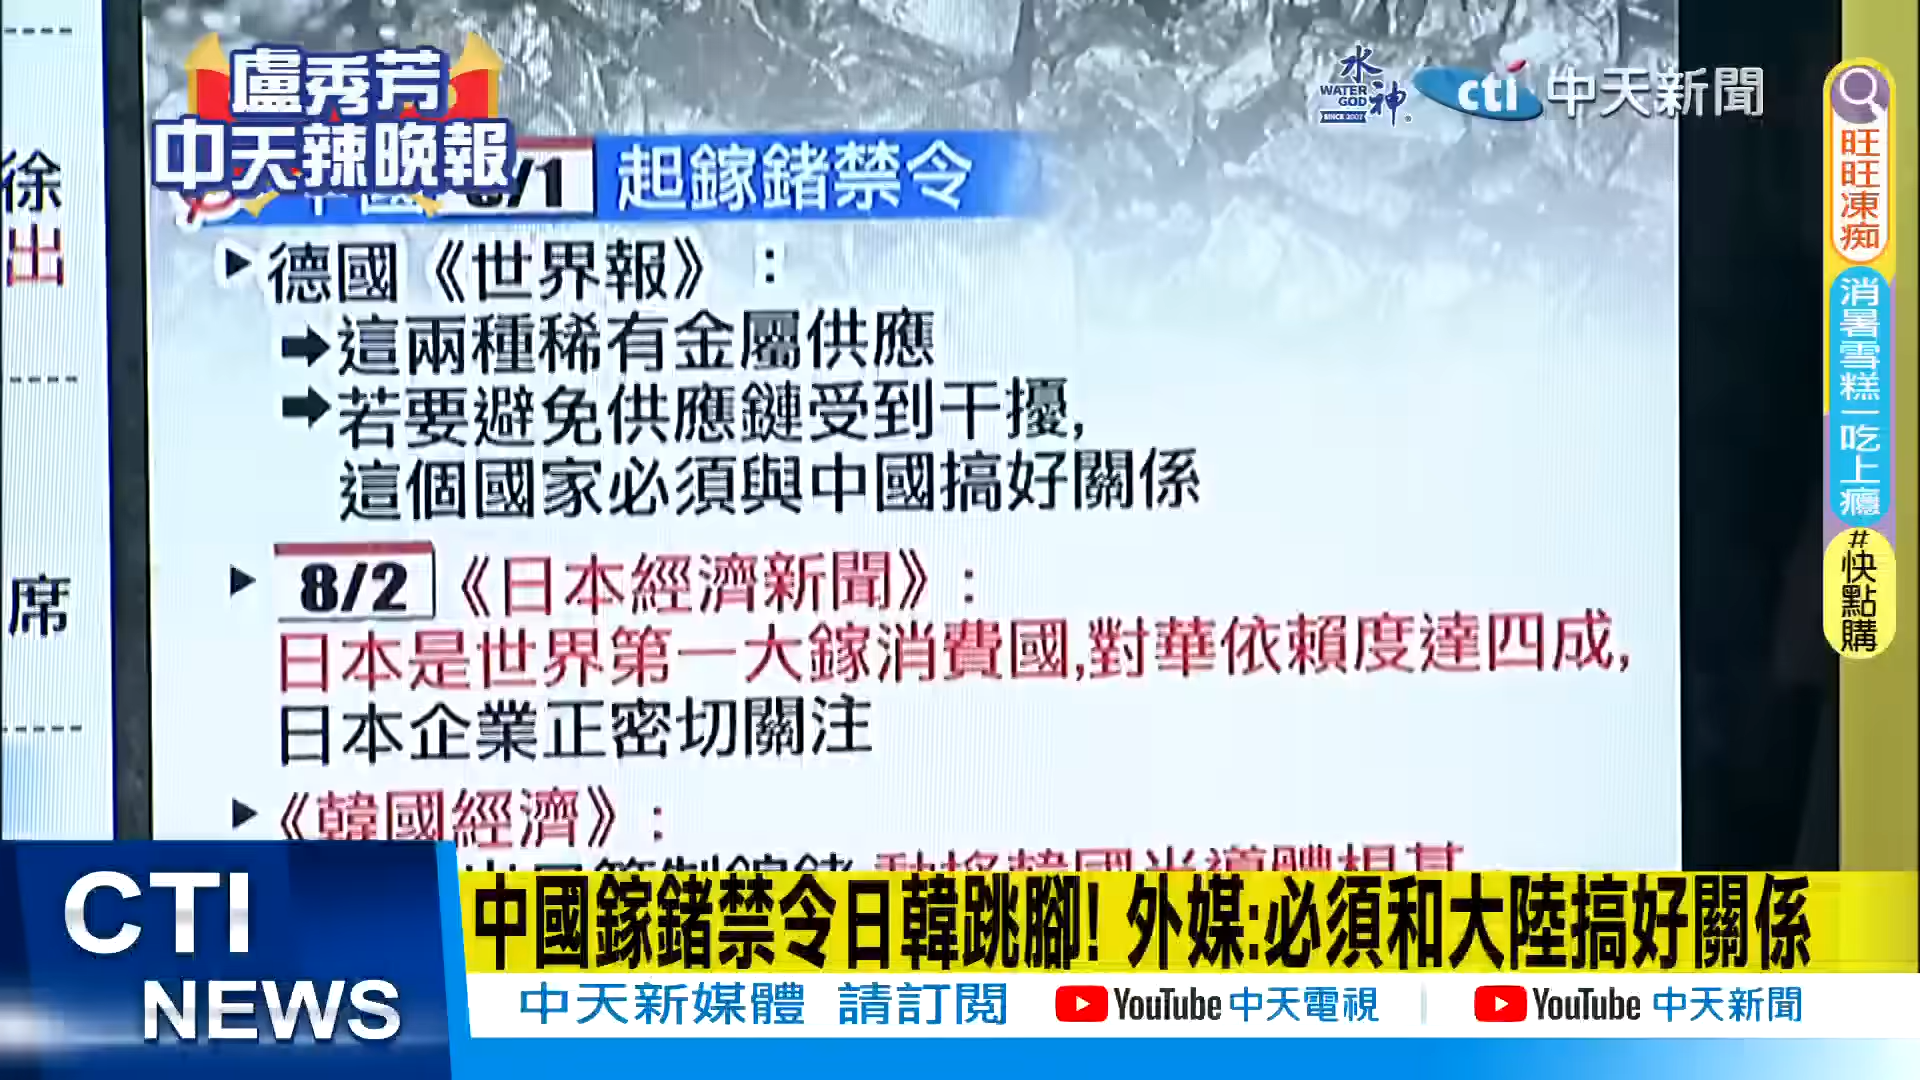 盧秀芳
中天辣晚報
水神
WATER
GOD
SINCE 2007
cti 中天新聞
/1 起鎵鍺禁令
德國《世界報》:
這兩種稀有金屬供應
若要避免供應鏈受到干擾,
這個國家必須與中國搞好關係
8/2 《日本經濟新聞》:
日本是世界第一大鎵消費國,對華依賴度達四成,
日本企業正密切關注
《韓國經濟》:
徐
出
席
旺旺凍痴
消暑雪糕一吃上癮
#快點購
CTI
NEWS
中國鎵鍺禁令日韓跳腳! 外媒:必須和大陸搞好關係
中天新媒體 請訂閱 YouTube 中天電視 YouTube 中天新聞